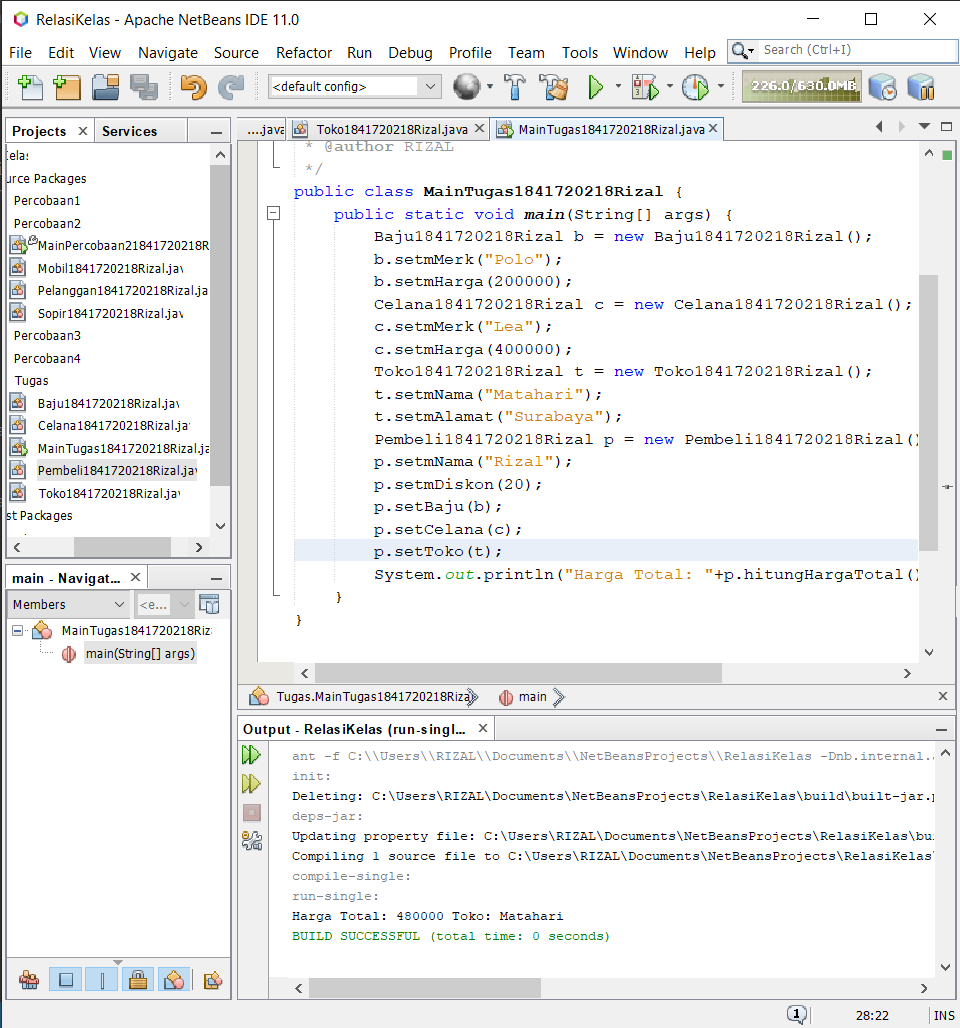 RelasiKelas - Apache NetBeans IDE 11.0
File Edit View Navigate Source Refactor Run Debug Profile Team Tools Window Help
Search (Ctrl+I)
<default config>
226.0/630.0MB
Projects
Services
elas
urce Packages
Percobaan1
Percobaan2
MainPercobaan21841720218R
Mobil1841720218Rizal.jav
Pelanggan1841720218Rizal.ja
Sopir1841720218Rizal.jav
Percobaan3
Percobaan4
Tugas
Baju1841720218Rizal.jav
Celana1841720218Rizal.ja
MainTugas1841720218Rizal.ja
Pembeli1841720218Rizal.jav
Toko1841720218Rizal.jav
st Packages
main - Navigat...
Members
<e...
MainTugas1841720218Riz
main(String[] args)
....java
Toko1841720218Rizal.java
MainTugas1841720218Rizal.java
* @author RIZAL
*/
public class MainTugas1841720218Rizal {
public static void main(String[] args) {
Baju1841720218Rizal b = new Baju1841720218Rizal();
b.setmMerk("Polo");
b.setmHarga(200000);
Celana1841720218Rizal c = new Celana1841720218Rizal();
c.setmMerk("Lea");
c.setmHarga(400000);
Toko1841720218Rizal t = new Toko1841720218Rizal();
t.setmNama("Matahari");
t.setmAlamat("Surabaya");
Pembeli1841720218Rizal p = new Pembeli1841720218Rizal()
p.setmNama("Rizal");
p.setmDiskon(20);
p.setBaju(b);
p.setCelana(c);
p.setToko(t);
System.out.println("Harga Total: "+p.hitungHargaTotal()
}
}
Tugas.MainTugas1841720218Rizal
main
Output - RelasiKelas (run-singl...
ant -f C:\\Users\\RIZAL\\Documents\\NetBeansProjects\\RelasiKelas -Dnb.internal.
init:
Deleting: C:\Users\RIZAL\Documents\NetBeansProjects\RelasiKelas\build\built-jar.p
deps-jar:
Updating property file: C:\Users\RIZAL\Documents\NetBeansProjects\RelasiKelas\bui
Compiling 1 source file to C:\Users\RIZAL\Documents\NetBeansProjects\RelasiKelas\
compile-single:
run-single:
Harga Total: 480000 Toko: Matahari
BUILD SUCCESSFUL (total time: 0 seconds)
1
28:22
INS